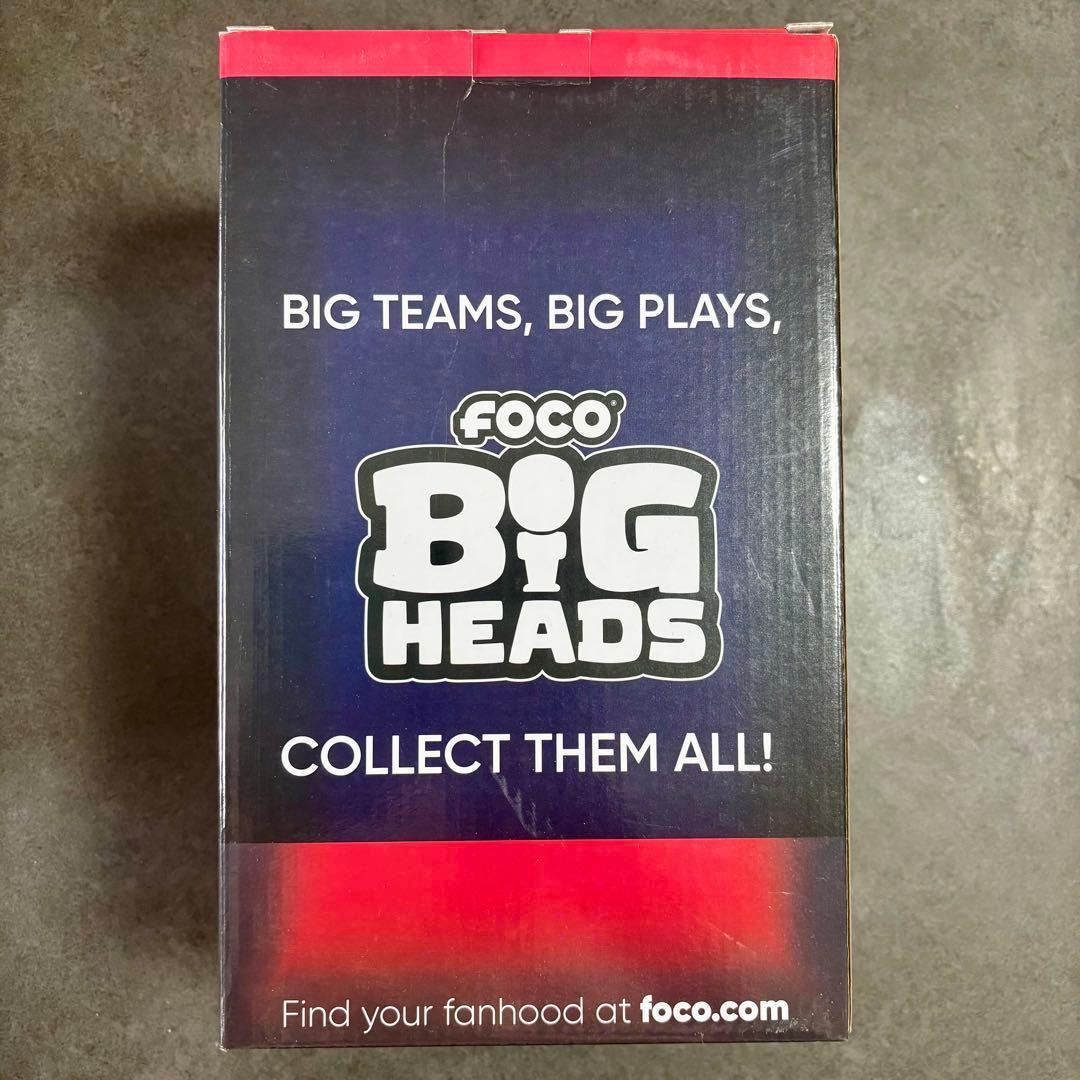 BIG TEAMS, BIG PLAYS,
FOCO®
BIG
HEADS
COLLECT THEM ALL!
Find your fanhood at foco.com